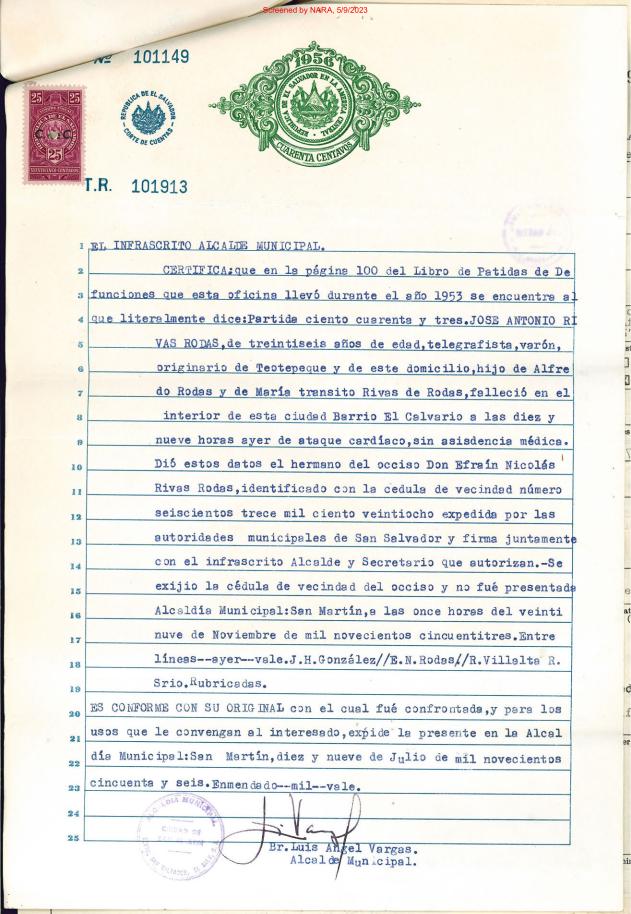 Screened by NARA, 5/9/2023
Nº 101149
1956
REPUBLICA DE EL SALVADOR EN LA AMERICA CENTRAL
CUARENTA CENTAVOS
REPUBLICA DE EL SALVADOR
CORTE DE CUENTAS
25 25
25
VEINTICINCO CENTAVOS
T.R. 101913
1 EL INFRASCRITO ALCALDE MUNICIPAL.
2 CERTIFICA:que en la página 100 del Libro de Patidas de De
3 funciones que esta oficina llevó durante el año 1953 se encuentra al
4 que literalmente dice:Partida ciento cuarenta y tres.JOSE ANTONIO RI
5 VAS RODAS,de treintiseis años de edad,telegrafista,varón,
6 originario de Teotepeque y de este domicilio,hijo de Alfre
7 do Rodas y de María transito Rivas de Rodas,falleció en el
8 interior de esta ciudad Barrio El Calvario a las diez y
9 nueve horas ayer de ataque cardíaco,sin asisdencia médica.
10 Dió estos datos el hermano del occiso Don Efraín Nicolás
11 Rivas Rodas,identificado con la cedula de vecindad número
12 seiscientos trece mil ciento veintiocho expedida por las
13 autoridades municipales de San Salvador y firma juntamente
14 con el infrascrito Alcalde y Secretario que autorizan.-Se
15 exijio la cédula de vecindad del occiso y no fué presentada
16 Alcaldía Municipal:San Martín,a las once horas del veinti
17 nuve de Noviembre de mil novecientos cincuentitres.Entre
18 líneas--ayer--vale.J.H.González//E.N.Rodas//R.Villalta R.
19 Srio.Rubricadas.
20 ES CONFORME CON SU ORIGINAL con el cual fué confrontada,y para los
21 usos que le convengan al interesado,expide la presente en la Alcal
22 día Municipal:San Martín,diez y nueve de Julio de mil novecientos
23 cincuenta y seis.Enmendado--mil--vale.
24
25
ALCALDIA MUNICIPAL
CIUDAD DE
Br.Luis Angel Vargas.
Alcalde Municipal.